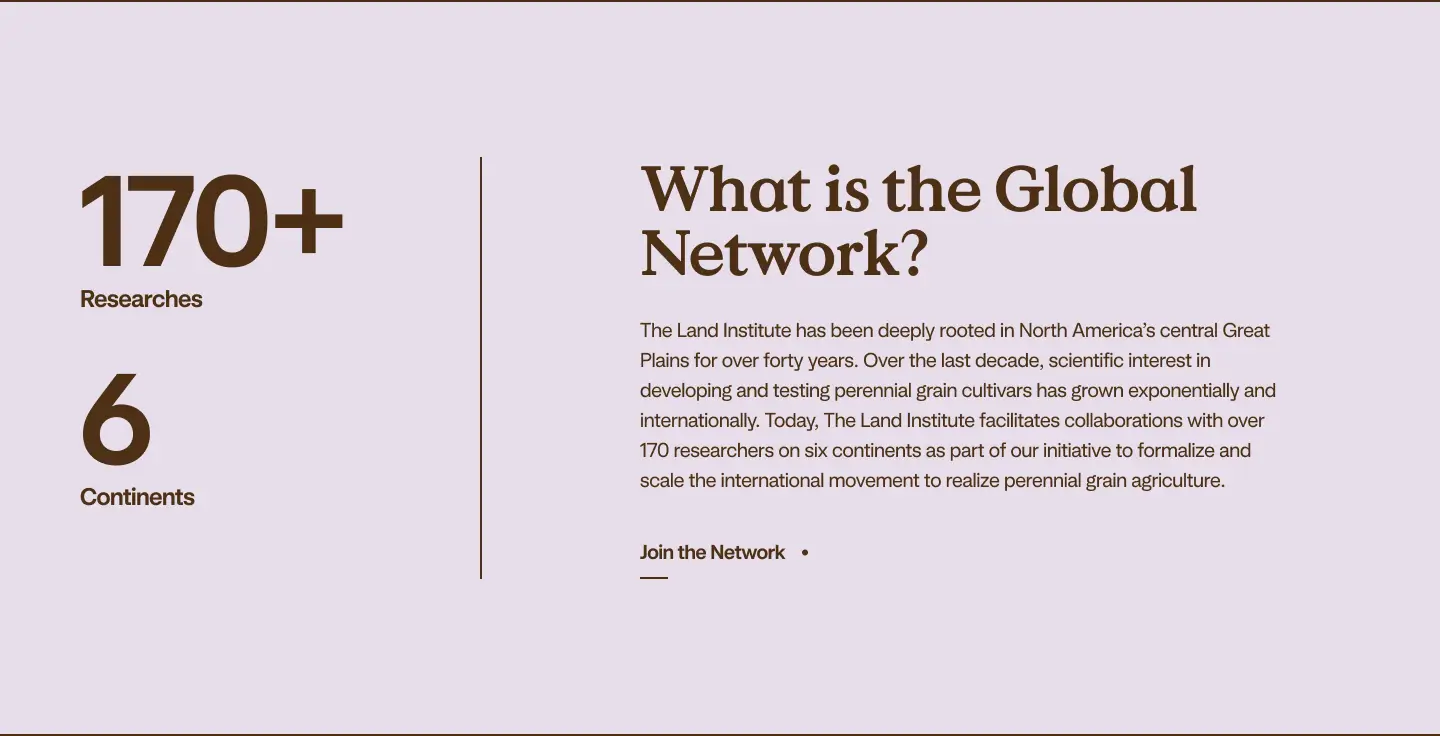 170+
Researches
6
Continents
What is the Global
Network?
The Land Institute has been deeply rooted in North America’s central Great
Plains for over forty years. Over the last decade, scientific interest in
developing and testing perennial grain cultivars has grown exponentially and
internationally. Today, The Land Institute facilitates collaborations with over
170 researchers on six continents as part of our initiative to formalize and
scale the international movement to realize perennial grain agriculture.
Join the Network •